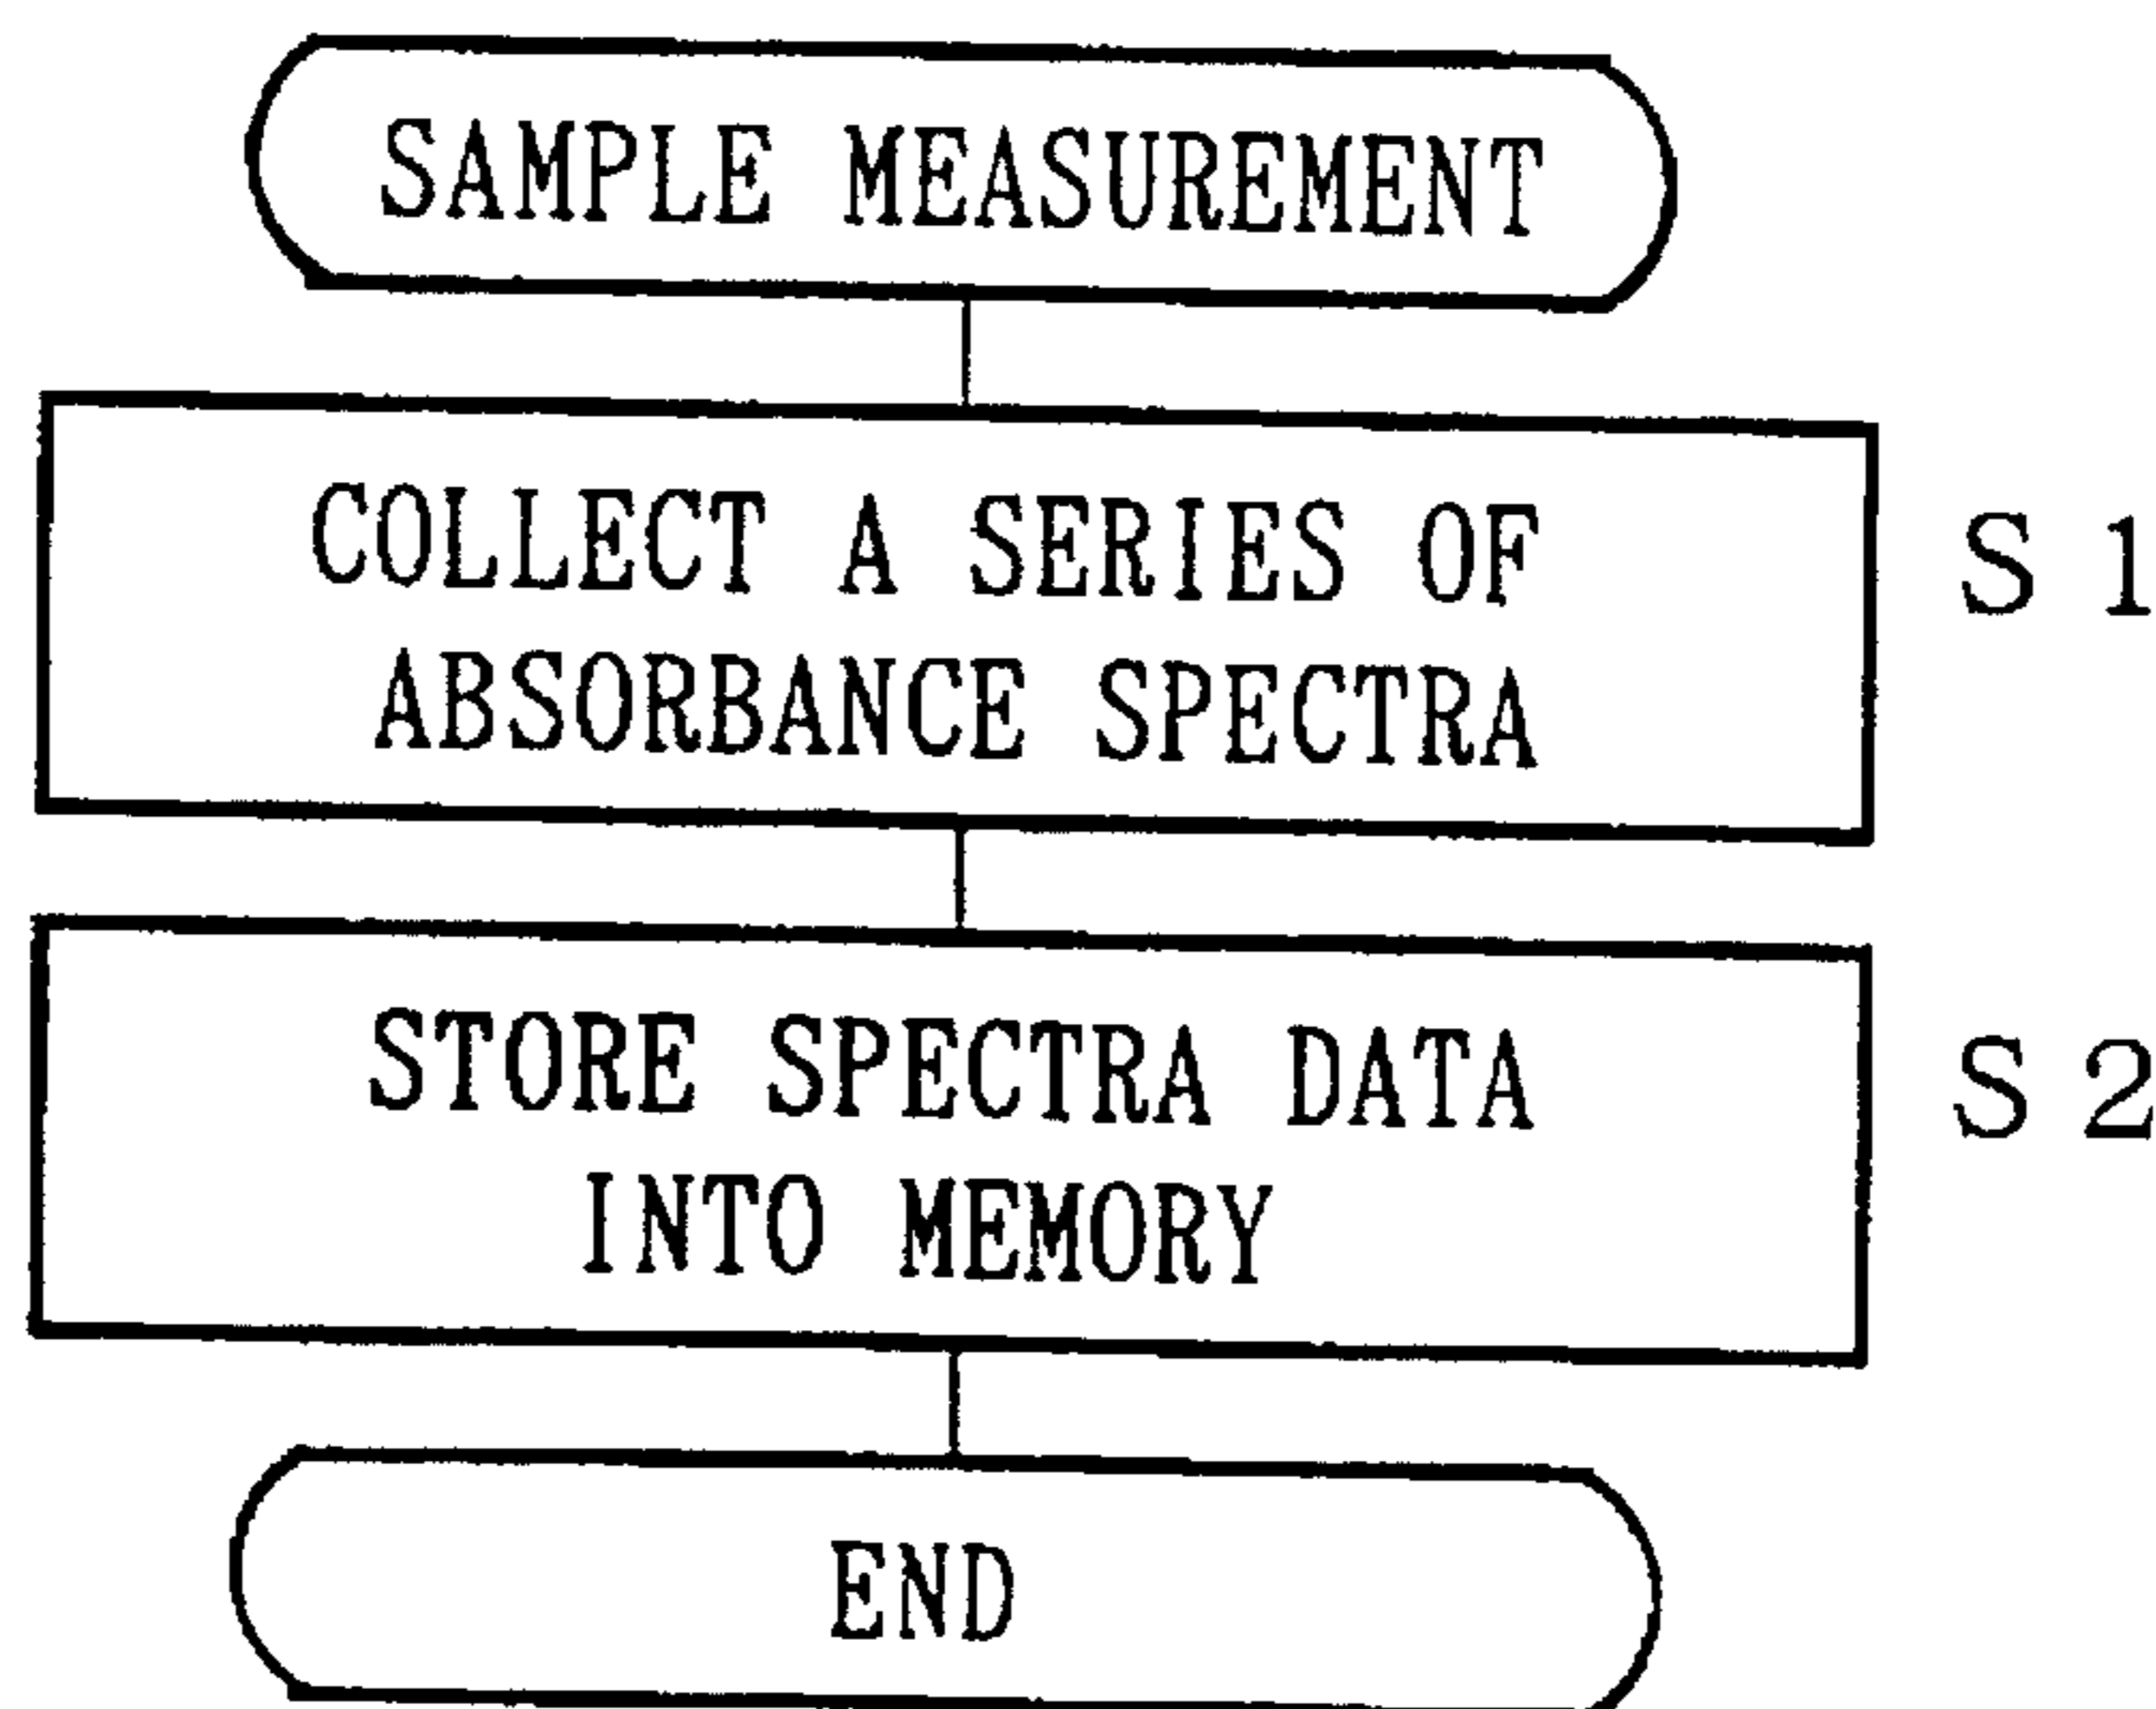 SAMPLE MEASUREMENT
COLLECT A SERIES OF
ABSORBANCE SPECTRA
S 1
STORE SPECTRA DATA
INTO MEMORY
S 2
END